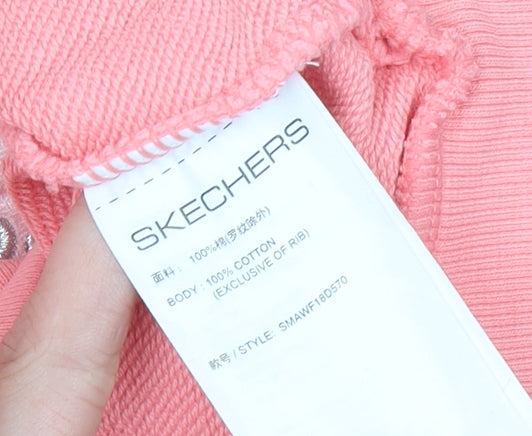 SKECHERS
面料： 100%棉(罗纹除外)
BODY : 100% COTTON
(EXCLUSIVE OF RIB)
款号 / STYLE: SMAWF18D570